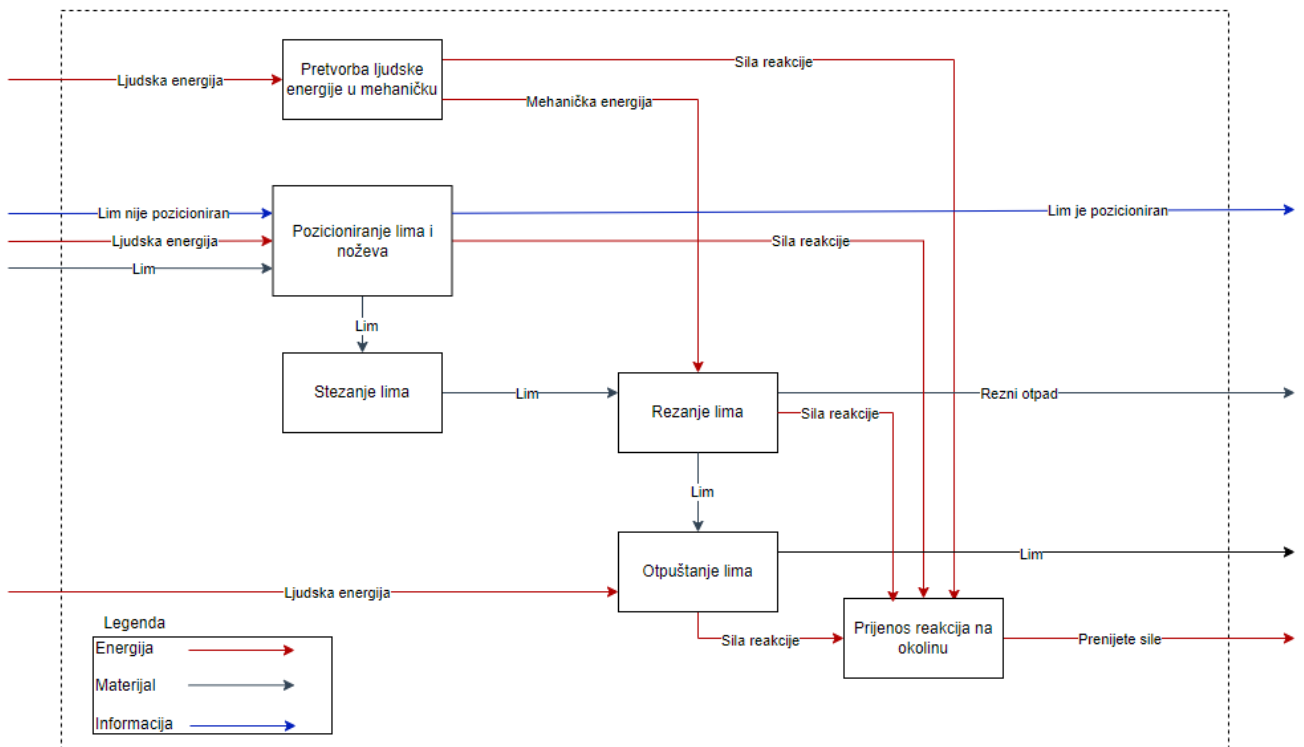 Ljudska energija
Pretvorba ljudske
energije u mehaničku
Sila reakcije
Mehanička energija
Lim nije pozicioniran
Ljudska energija
Lim
Pozicioniranje lima i
noževa
Lim je pozicioniran
Sila reakcije
Lim
Stezanje lima
Lim
Rezanje lima
Rezni otpad
Sila reakcije
Lim
Otpuštanje lima
Lim
Ljudska energija
Sila reakcije
Prijenos reakcija na
okolinu
Prenijete sile
Legenda
Energija
Materijal
Informacija